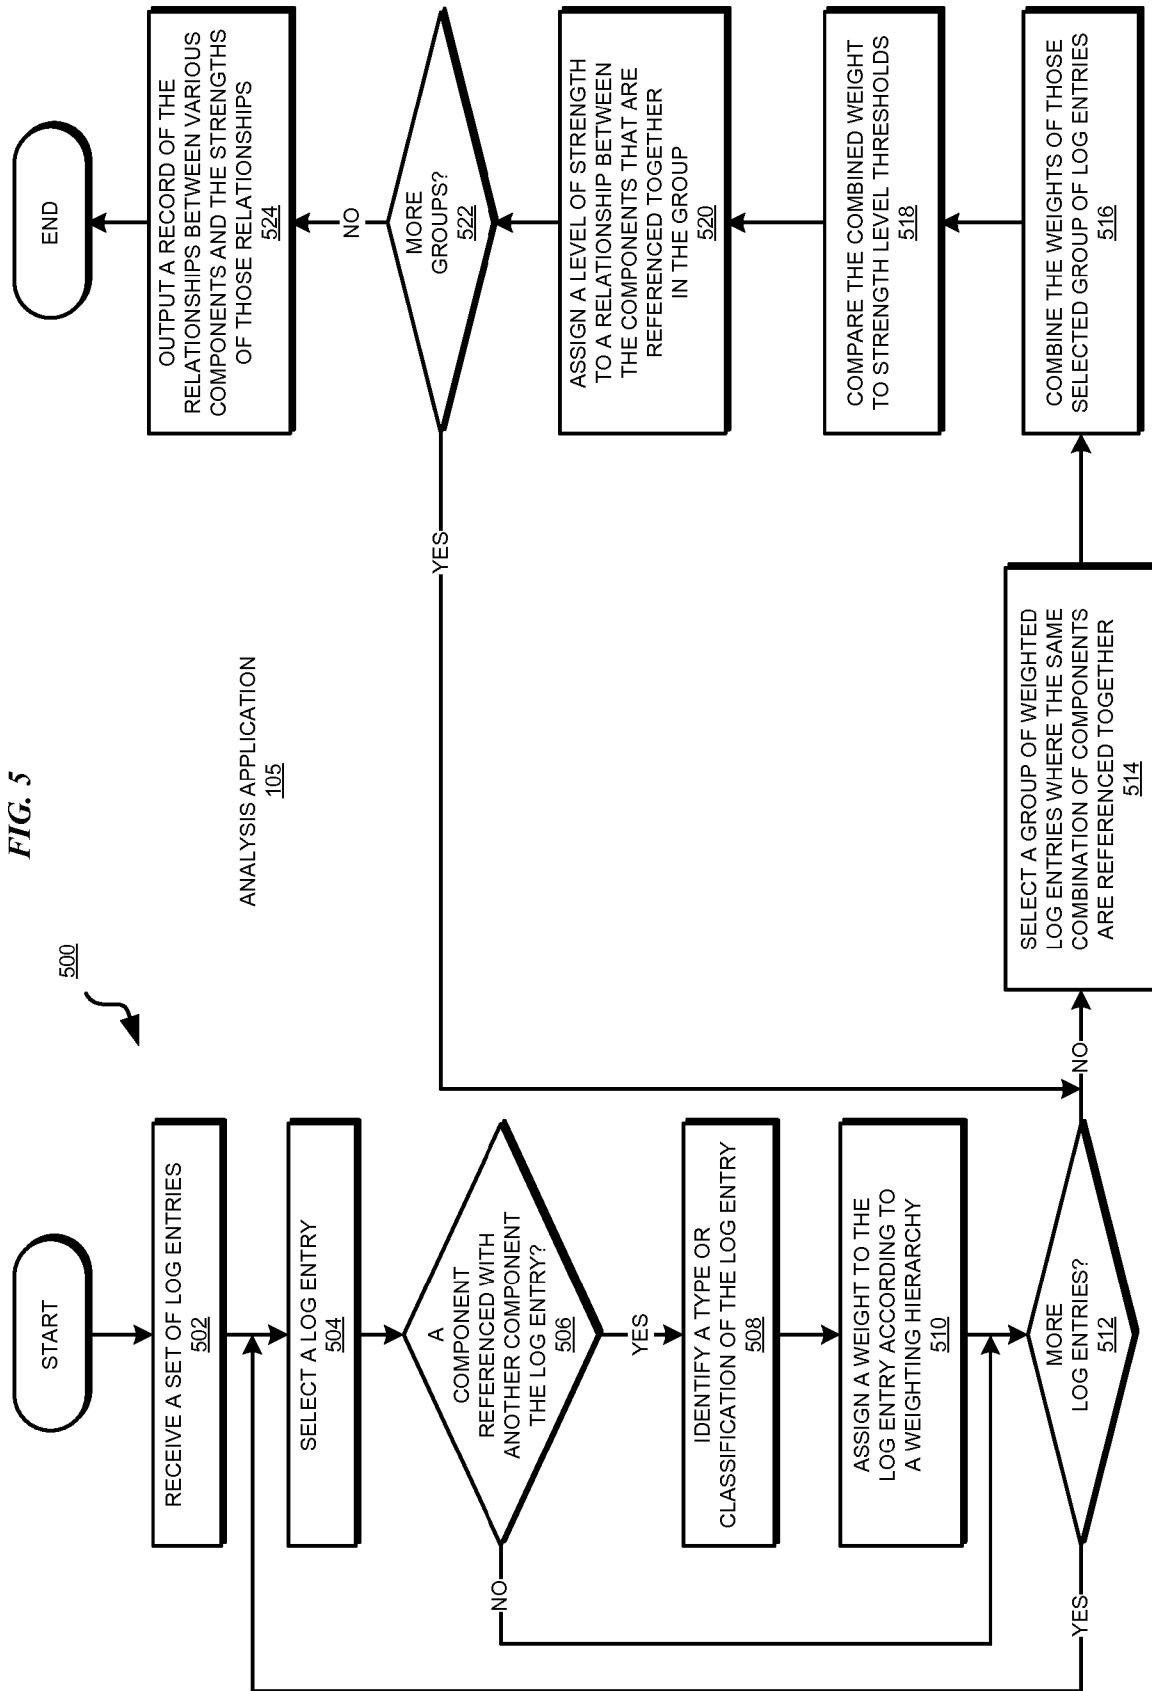 FIG. 5
500
ANALYSIS APPLICATION
105
START
RECEIVE A SET OF LOG ENTRIES
502
SELECT A LOG ENTRY
504
A
COMPONENT
REFERENCED WITH
ANOTHER COMPONENT
THE LOG ENTRY?
506
NO
YES
IDENTIFY A TYPE OR
CLASSIFICATION OF THE LOG ENTRY
508
ASSIGN A WEIGHT TO THE
LOG ENTRY ACCORDING TO
A WEIGHTING HIERARCHY
510
MORE
LOG ENTRIES?
512
YES
NO
SELECT A GROUP OF WEIGHTED
LOG ENTRIES WHERE THE SAME
COMBINATION OF COMPONENTS
ARE REFERENCED TOGETHER
514
COMBINE THE WEIGHTS OF THOSE
SELECTED GROUP OF LOG ENTRIES
516
COMPARE THE COMBINED WEIGHT
TO STRENGTH LEVEL THRESHOLDS
518
ASSIGN A LEVEL OF STRENGTH
TO A RELATIONSHIP BETWEEN
THE COMPONENTS THAT ARE
REFERENCED TOGETHER
IN THE GROUP
520
MORE
GROUPS?
522
YES
NO
OUTPUT A RECORD OF THE
RELATIONSHIPS BETWEEN VARIOUS
COMPONENTS AND THE STRENGTHS
OF THOSE RELATIONSHIPS
524
END